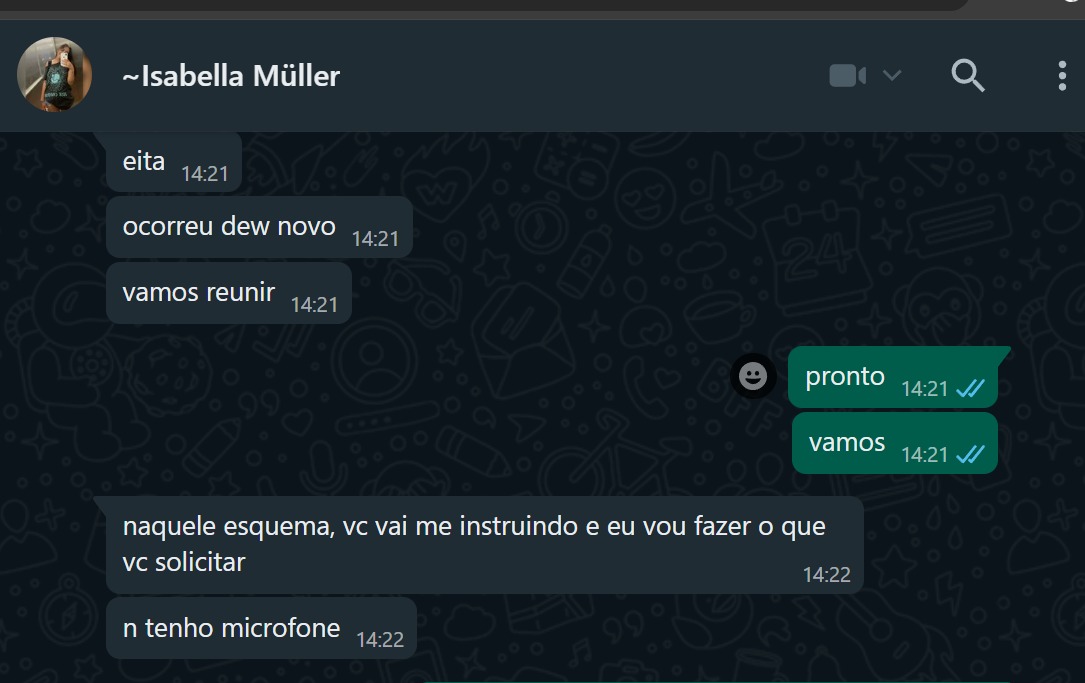 ~Isabella Müller
eita 14:21
ocorreu dew novo 14:21
vamos reunir 14:21
pronto 14:21
vamos 14:21
naquele esquema, vc vai me instruindo e eu vou fazer o que
vc solicitar 14:22
n tenho microfone 14:22